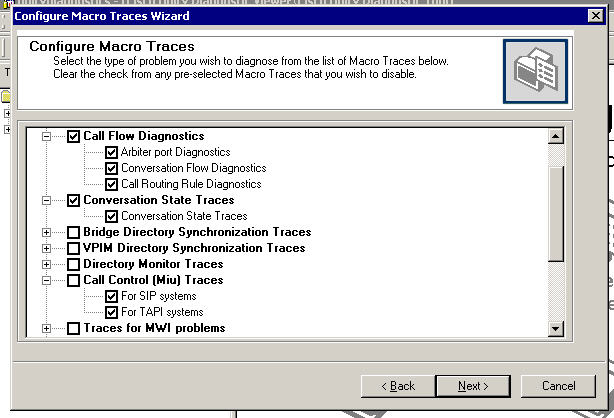 Configure Macro Traces Wizard
Configure Macro Traces
Select the type of problem you wish to diagnose from the list of Macro Traces below.
Clear the check from any pre-selected Macro Traces that you wish to disable.
Call Flow Diagnostics
Arbiter port Diagnostics
Conversation Flow Diagnostics
Call Routing Rule Diagnostics
Conversation State Traces
Conversation State Traces
Bridge Directory Synchronization Traces
VPIM Directory Synchronization Traces
Directory Monitor Traces
Call Control (Miu) Traces
For SIP systems
For TAPI systems
Traces for MWI problems
< Back Next > Cancel